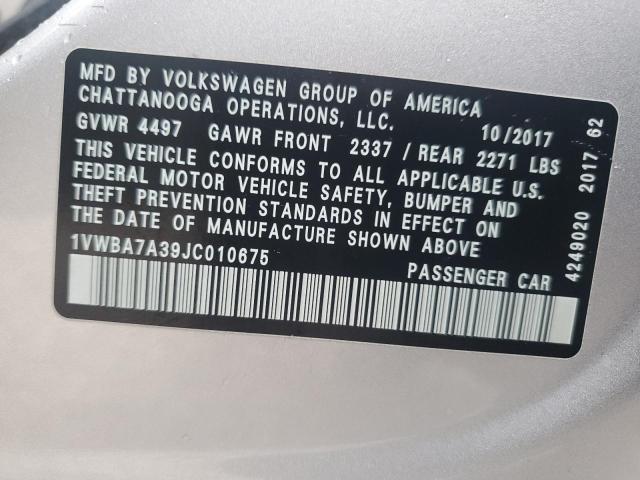 MFD BY VOLKSWAGEN GROUP OF AMERICA
CHATTANOOGA OPERATIONS, LLC. 10/2017
GVWR 4497 GAWR FRONT 2337 / REAR 2271 LBS
THIS VEHICLE CONFORMS TO ALL APPLICABLE U.S.
FEDERAL MOTOR VEHICLE SAFETY, BUMPER AND
THEFT PREVENTION STANDARDS IN EFFECT ON
THE DATE OF MANUFACTURE SHOWN ABOVE
1VWBA7A39JC010675 PASSENGER CAR
4249020 2017 62